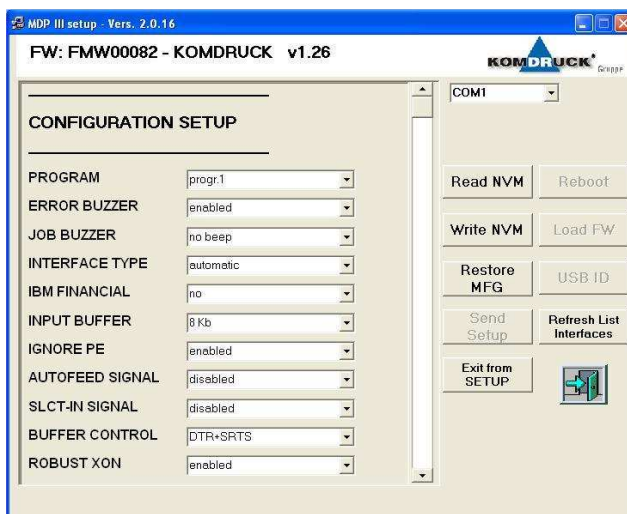 MDP III setup - Vers. 2.0.16
FW: FMW00082 - KOMDRUCK v1.26
KOMDRUCK
Gruppe
COM1
CONFIGURATION SETUP
PROGRAM progr.1
ERROR BUZZER enabled
JOB BUZZER no beep
INTERFACE TYPE automatic
IBM FINANCIAL no
INPUT BUFFER 8 Kb
IGNORE PE enabled
AUTOFEED SIGNAL disabled
SLCT-IN SIGNAL disabled
BUFFER CONTROL DTR+SRTS
ROBUST XON enabled
Read NVM
Reboot
Write NVM
Load FW
Restore
MFG
USB ID
Send
Setup
Refresh List
Interfaces
Exit from
SETUP